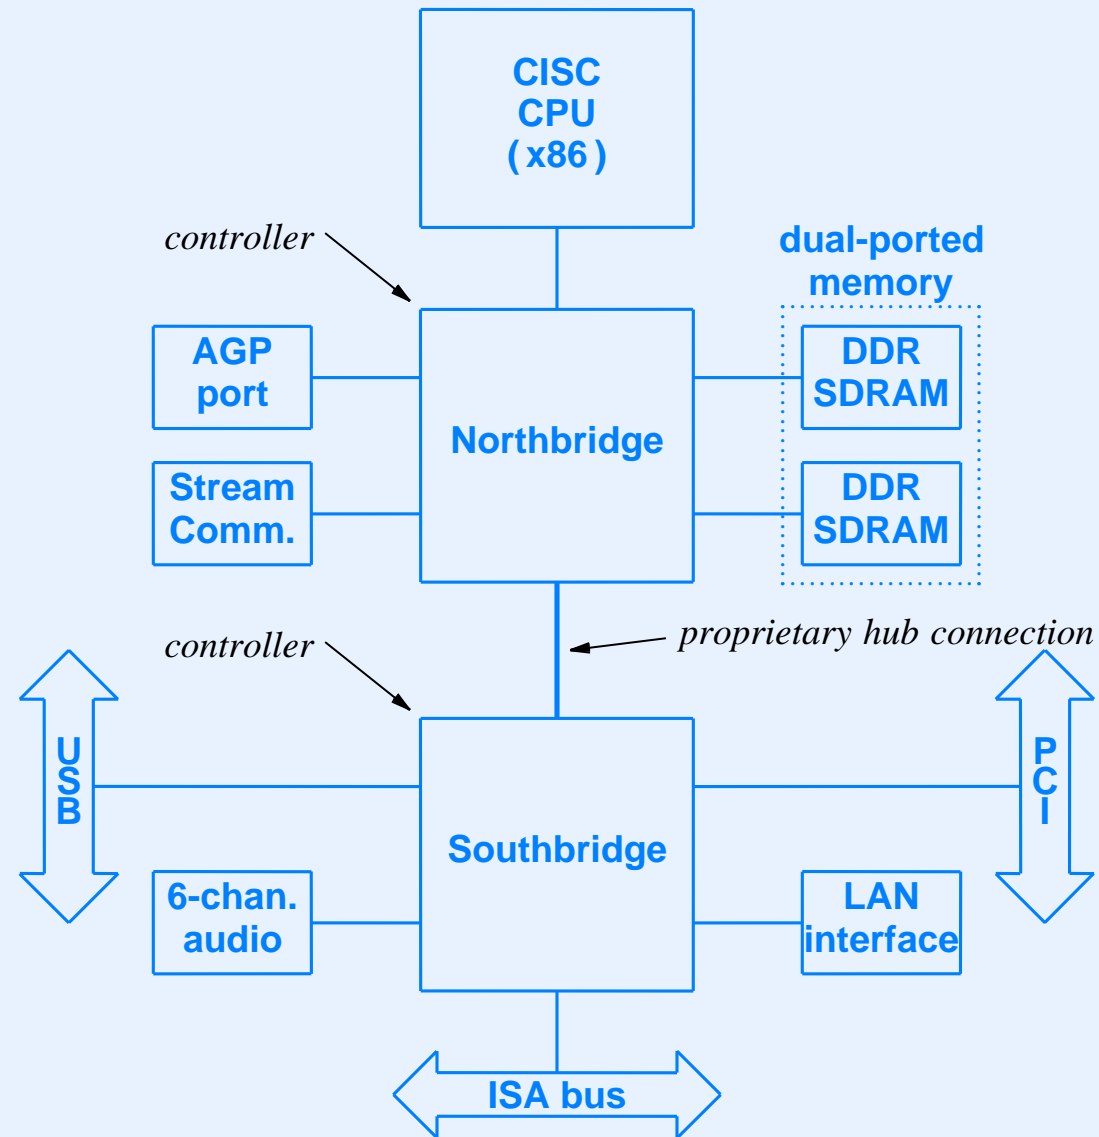 CISC
CPU
( x86 )
controller
dual-ported
memory
AGP
port
DDR
SDRAM
Northbridge
Stream
Comm.
DDR
SDRAM
controller
proprietary hub connection
USB
PCI
Southbridge
6-chan.
audio
LAN
interface
ISA bus